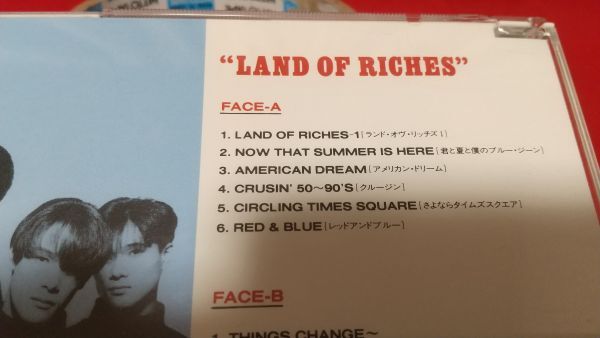 "LAND OF RICHES"
FACE-A
1. LAND OF RICHES-1[ランド・オヴ・リッチズ I]
2. NOW THAT SUMMER IS HERE[君と夏と僕のブルー・ジーン]
3. AMERICAN DREAM[アメリカン・ドリーム]
4. CRUSIN' 50〜90'S[クルージン]
5. CIRCLING TIMES SQUARE[さよならタイムズスクエア]
6. RED & BLUE[レッドアンドブルー]
FACE-B
1. THINGS CHANGE〜